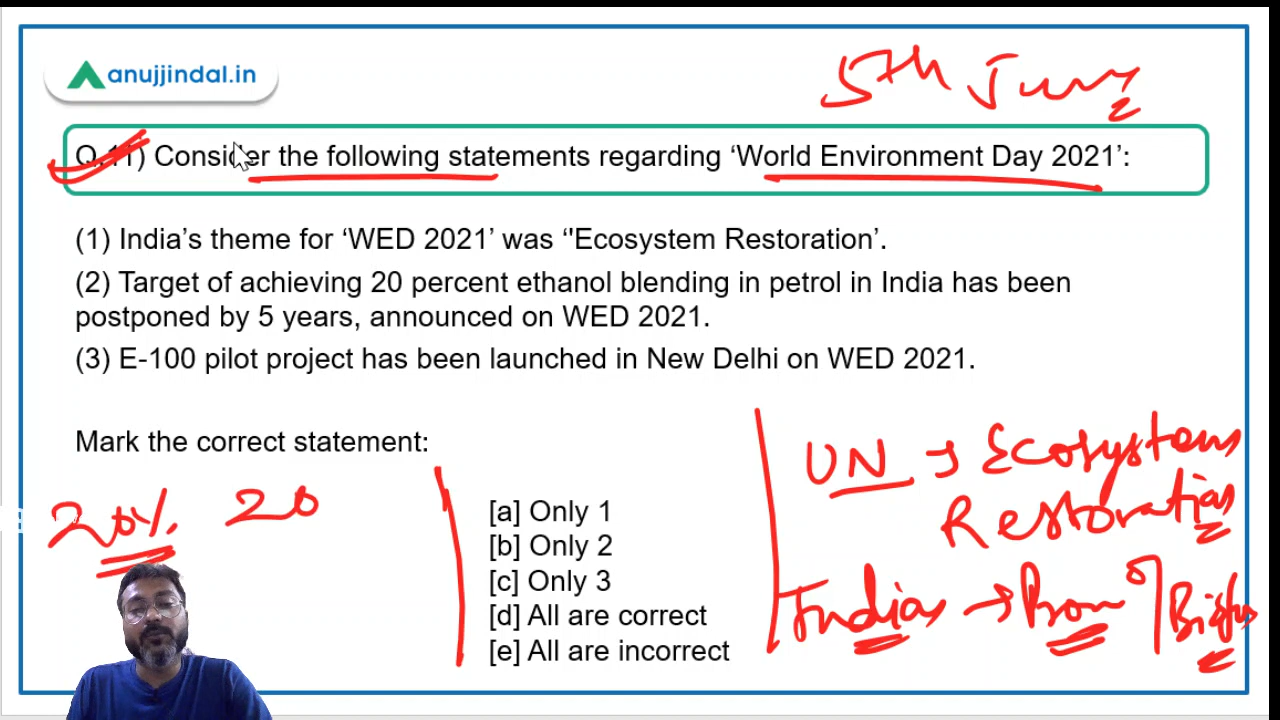 anujjindal.in
5th June
Q.11) Consider the following statements regarding ‘World Environment Day 2021’:
(1) India’s theme for ‘WED 2021’ was ‘'Ecosystem Restoration’.
(2) Target of achieving 20 percent ethanol blending in petrol in India has been
postponed by 5 years, announced on WED 2021.
(3) E-100 pilot project has been launched in New Delhi on WED 2021.
Mark the correct statement:
20% 20
[a] Only 1
[b] Only 2
[c] Only 3
[d] All are correct
[e] All are incorrect
UN → Ecosystem
Restoration
Indias → Prom of